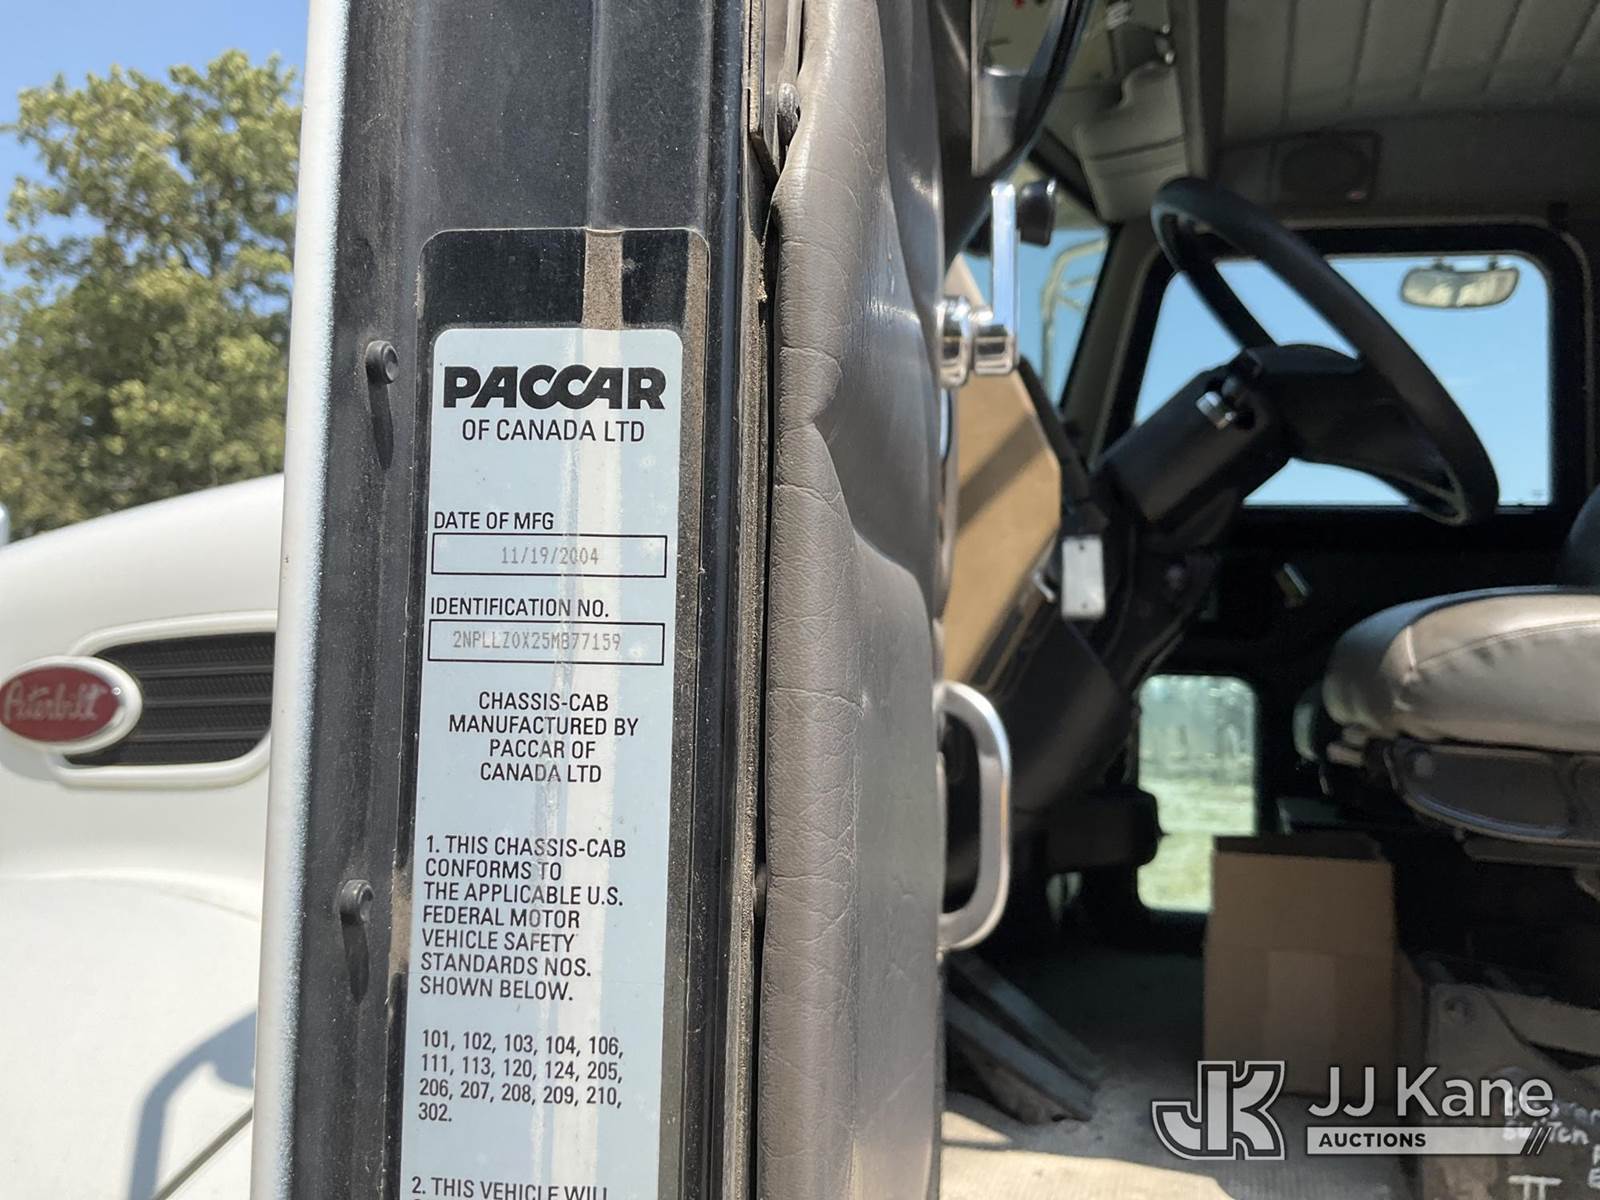 PACCAR
OF CANADA LTD
DATE OF MFG
11/19/2004
IDENTIFICATION NO.
2NPLLZ0X25M877159
CHASSIS-CAB
MANUFACTURED BY
PACCAR OF
CANADA LTD
1. THIS CHASSIS-CAB
CONFORMS TO
THE APPLICABLE U.S.
FEDERAL MOTOR
VEHICLE SAFETY
STANDARDS NOS.
SHOWN BELOW.
101, 102, 103, 104, 106,
111, 113, 120, 124, 205,
206, 207, 208, 209, 210,
302.
2. THIS VEHICLE WILL
Peterbilt
JK JJ Kane
AUCTIONS